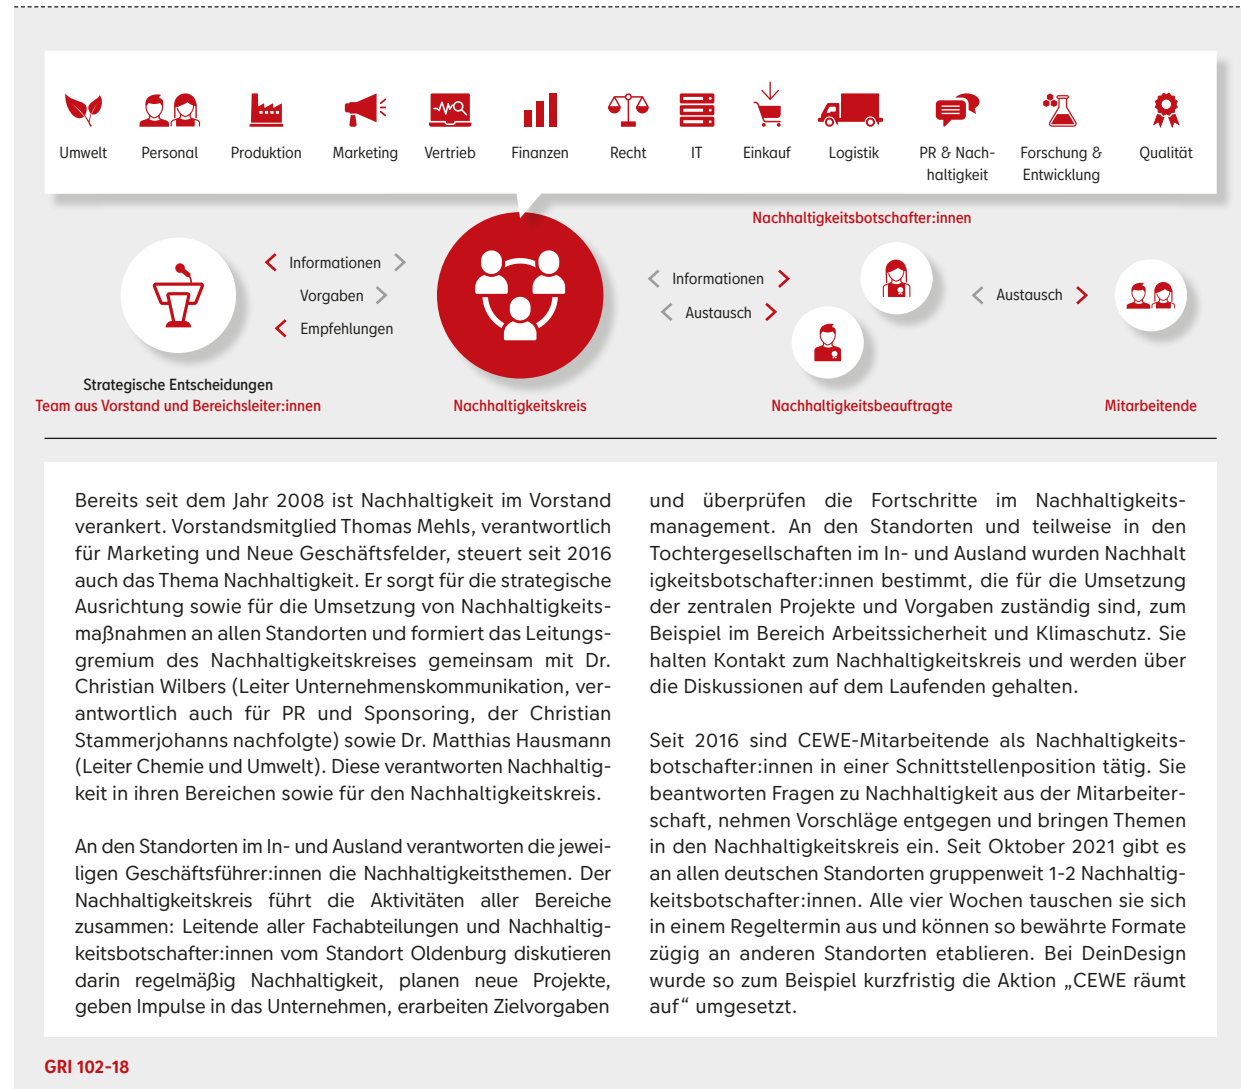 Umwelt
Personal
Produktion
Marketing
Vertrieb
Finanzen
Recht
IT
Einkauf
Logistik
PR & Nach-
haltigkeit
Forschung &
Entwicklung
Qualität
Nachhaltigkeitsbotschafter:innen
Informationen
Vorgaben
Empfehlungen
Informationen
Austausch
Austausch
Strategische Entscheidungen
Team aus Vorstand und Bereichsleiter:innen
Nachhaltigkeitskreis
Nachhaltigkeitsbeauftragte
Mitarbeitende
Bereits seit dem Jahr 2008 ist Nachhaltigkeit im Vorstand
verankert. Vorstandsmitglied Thomas Mehls, verantwortlich
für Marketing und Neue Geschäftsfelder, steuert seit 2016
auch das Thema Nachhaltigkeit. Er sorgt für die strategische
Ausrichtung sowie für die Umsetzung von Nachhaltigkeits-
maßnahmen an allen Standorten und formiert das Leitungs-
gremium des Nachhaltigkeitskreises gemeinsam mit Dr.
Christian Wilbers (Leiter Unternehmenskommunikation, ver-
antwortlich auch für PR und Sponsoring, der Christian
Stammerjohanns nachfolgte) sowie Dr. Matthias Hausmann
(Leiter Chemie und Umwelt). Diese verantworten Nachhaltig-
keit in ihren Bereichen sowie für den Nachhaltigkeitskreis.
An den Standorten im In- und Ausland verantworten die jewei-
ligen Geschäftsführer:innen die Nachhaltigkeitsthemen. Der
Nachhaltigkeitskreis führt die Aktivitäten aller Bereiche
zusammen: Leitende aller Fachabteilungen und Nachhaltig-
keitsbotschafter:innen vom Standort Oldenburg diskutieren
darin regelmäßig Nachhaltigkeit, planen neue Projekte,
geben Impulse in das Unternehmen, erarbeiten Zielvorgaben
und überprüfen die Fortschritte im Nachhaltigkeits-
management. An den Standorten und teilweise in den
Tochtergesellschaften im In- und Ausland wurden Nachhalt
igkeitsbotschafter:innen bestimmt, die für die Umsetzung
der zentralen Projekte und Vorgaben zuständig sind, zum
Beispiel im Bereich Arbeitssicherheit und Klimaschutz. Sie
halten Kontakt zum Nachhaltigkeitskreis und werden über
die Diskussionen auf dem Laufenden gehalten.
Seit 2016 sind CEWE-Mitarbeitende als Nachhaltigkeits-
botschafter:innen in einer Schnittstellenposition tätig. Sie
beantworten Fragen zu Nachhaltigkeit aus der Mitarbeiter-
schaft, nehmen Vorschläge entgegen und bringen Themen
in den Nachhaltigkeitskreis ein. Seit Oktober 2021 gibt es
an allen deutschen Standorten gruppenweit 1-2 Nachhaltig-
keitsbotschafter:innen. Alle vier Wochen tauschen sie sich
in einem Regeltermin aus und können so bewährte Formate
zügig an anderen Standorten etablieren. Bei DeinDesign
wurde so zum Beispiel kurzfristig die Aktion „CEWE räumt
auf“ umgesetzt.
GRI 102-18